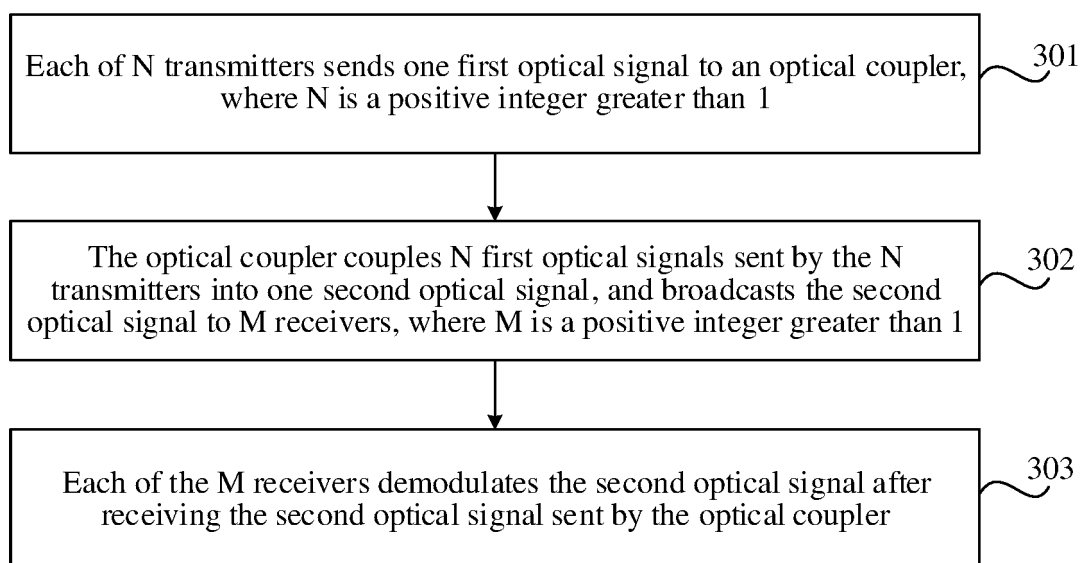 Each of N transmitters sends one first optical signal to an optical coupler,
where N is a positive integer greater than 1
301
The optical coupler couples N first optical signals sent by the N
transmitters into one second optical signal, and broadcasts the second
optical signal to M receivers, where M is a positive integer greater than 1
302
Each of the M receivers demodulates the second optical signal after
receiving the second optical signal sent by the optical coupler
303